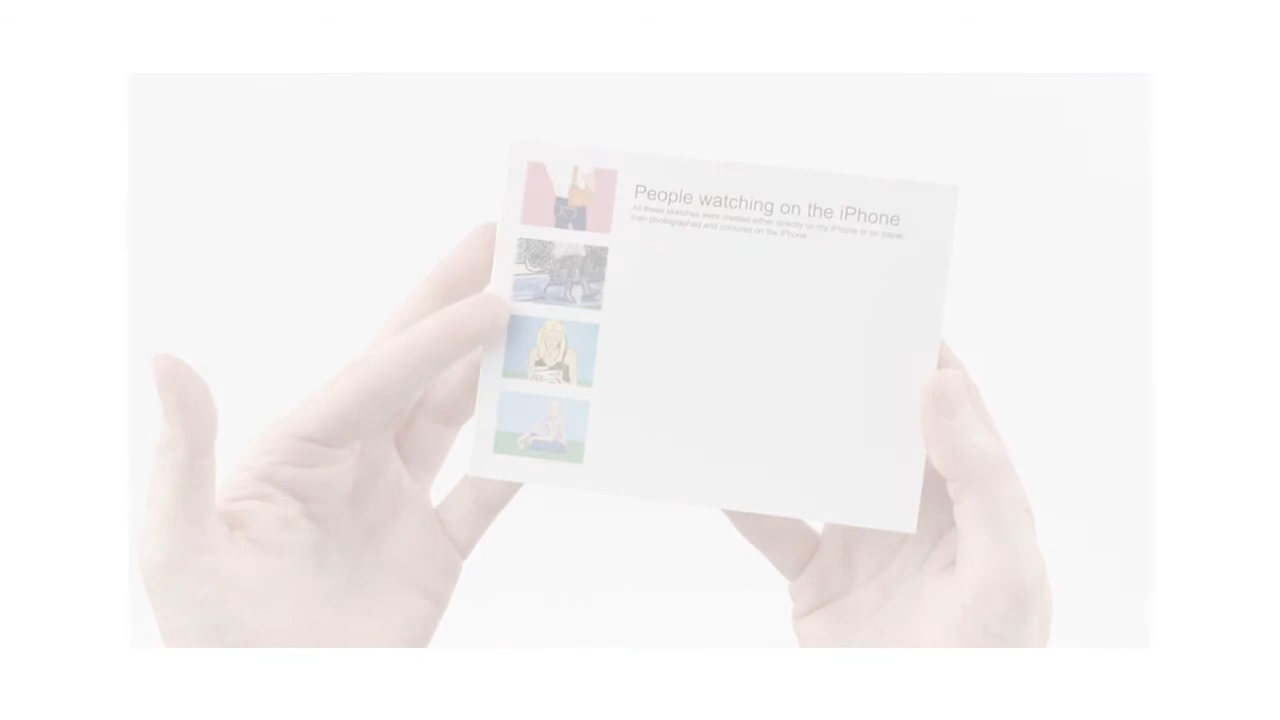 People watching on the iPhone
All these sketches were created either directly on my iPhone or on paper,
then photographed and coloured on the iPhone